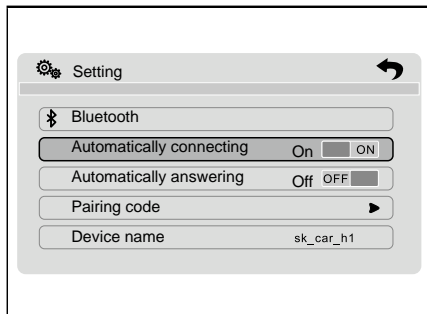 Setting
Bluetooth
Automatically connecting On ON
Automatically answering Off OFF
Pairing code
Device name sk_car_h1